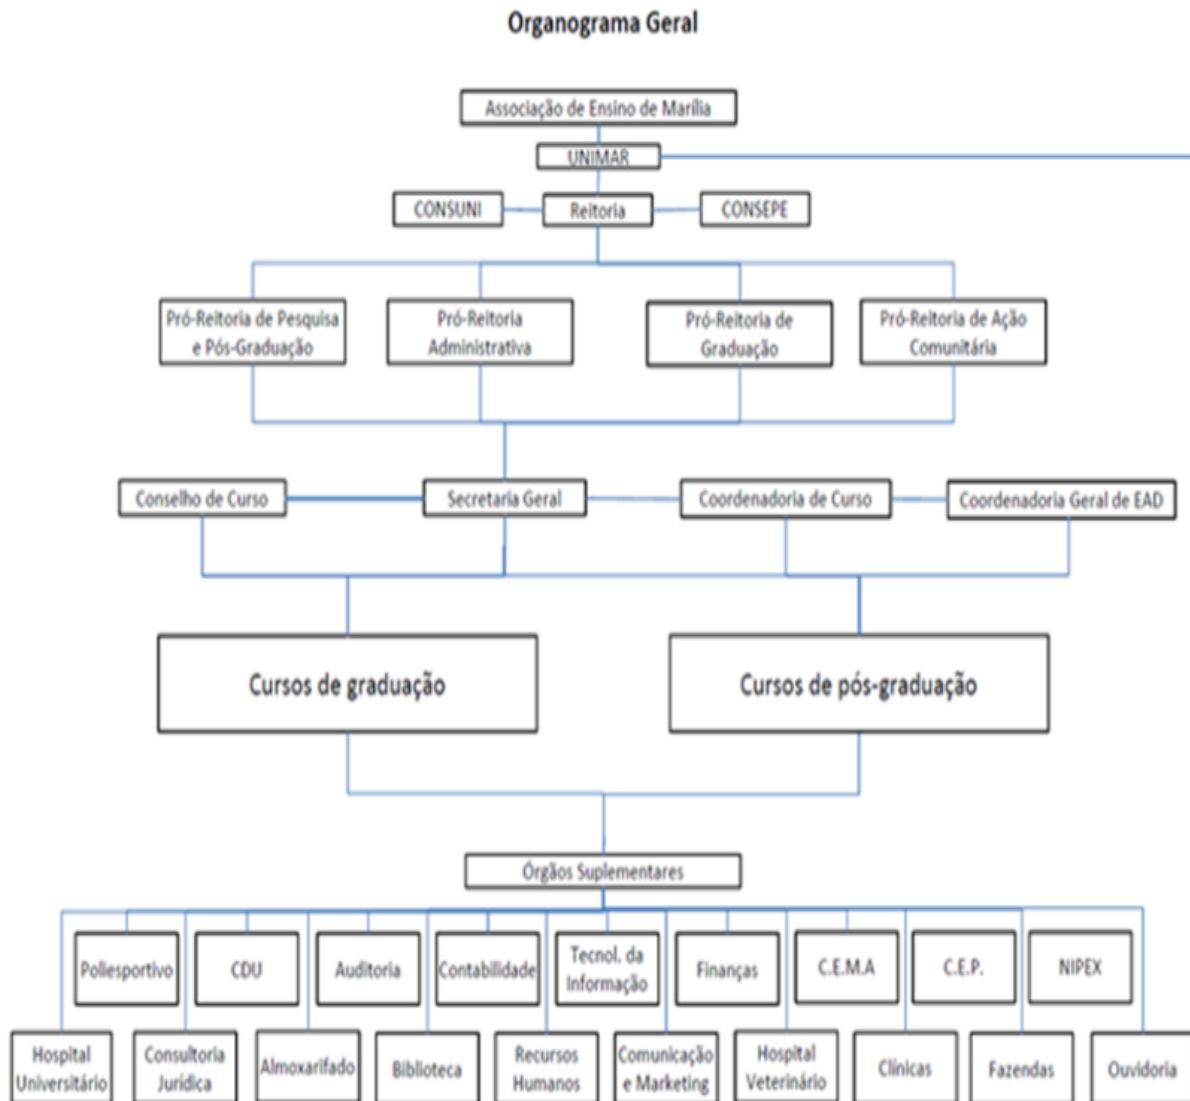 Organograma Geral
Associação de Ensino de Marília
UNIMAR
CONSUNI
Reitoria
CONSEPE
Pró-Reitoria de Pesquisa
e Pós-Graduação
Pró-Reitoria
Administrativa
Pró-Reitoria de
Graduação
Pró-Reitoria de Ação
Comunitária
Conselho de Curso
Secretaria Geral
Coordenadoria de Curso
Coordenadoria Geral de EAD
Cursos de graduação
Cursos de pós-graduação
Órgãos Suplementares
Poliesportivo
CDU
Auditoria
Contabilidade
Tecnol. da
Informação
Finanças
C.E.M.A
C.E.P.
NIPEX
Hospital
Universitário
Consultoria
Jurídica
Almoxarifado
Biblioteca
Recursos
Humanos
Comunicação
e Marketing
Hospital
Veterinário
Clínicas
Fazendas
Ouvidoria